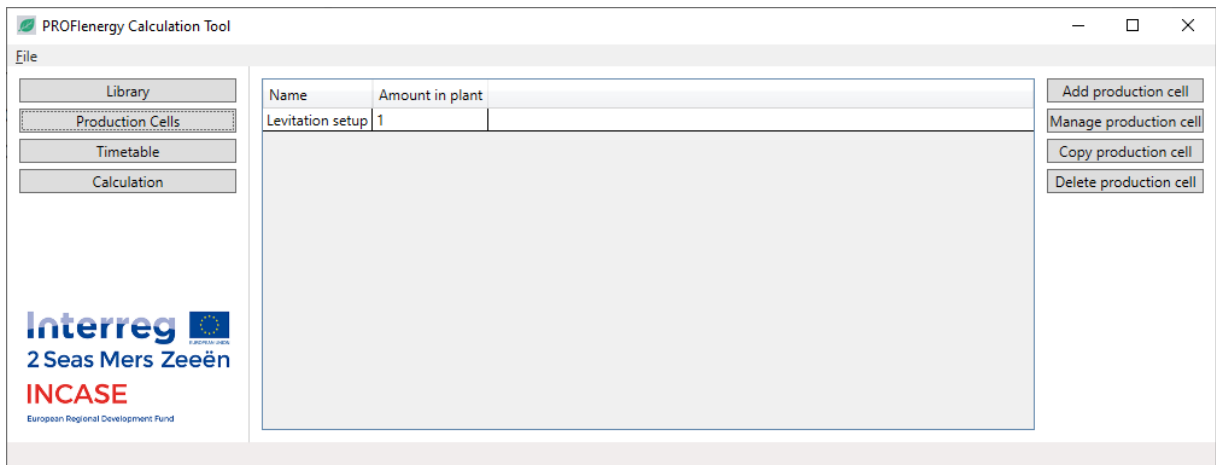 PROFIenergy Calculation Tool
File
Library
Production Cells
Timetable
Calculation
Name Amount in plant
Levitation setup 1
Add production cell
Manage production cell
Copy production cell
Delete production cell
Interreg
EUROPEAN UNION
2 Seas Mers Zeeën
INCASE
European Regional Development Fund